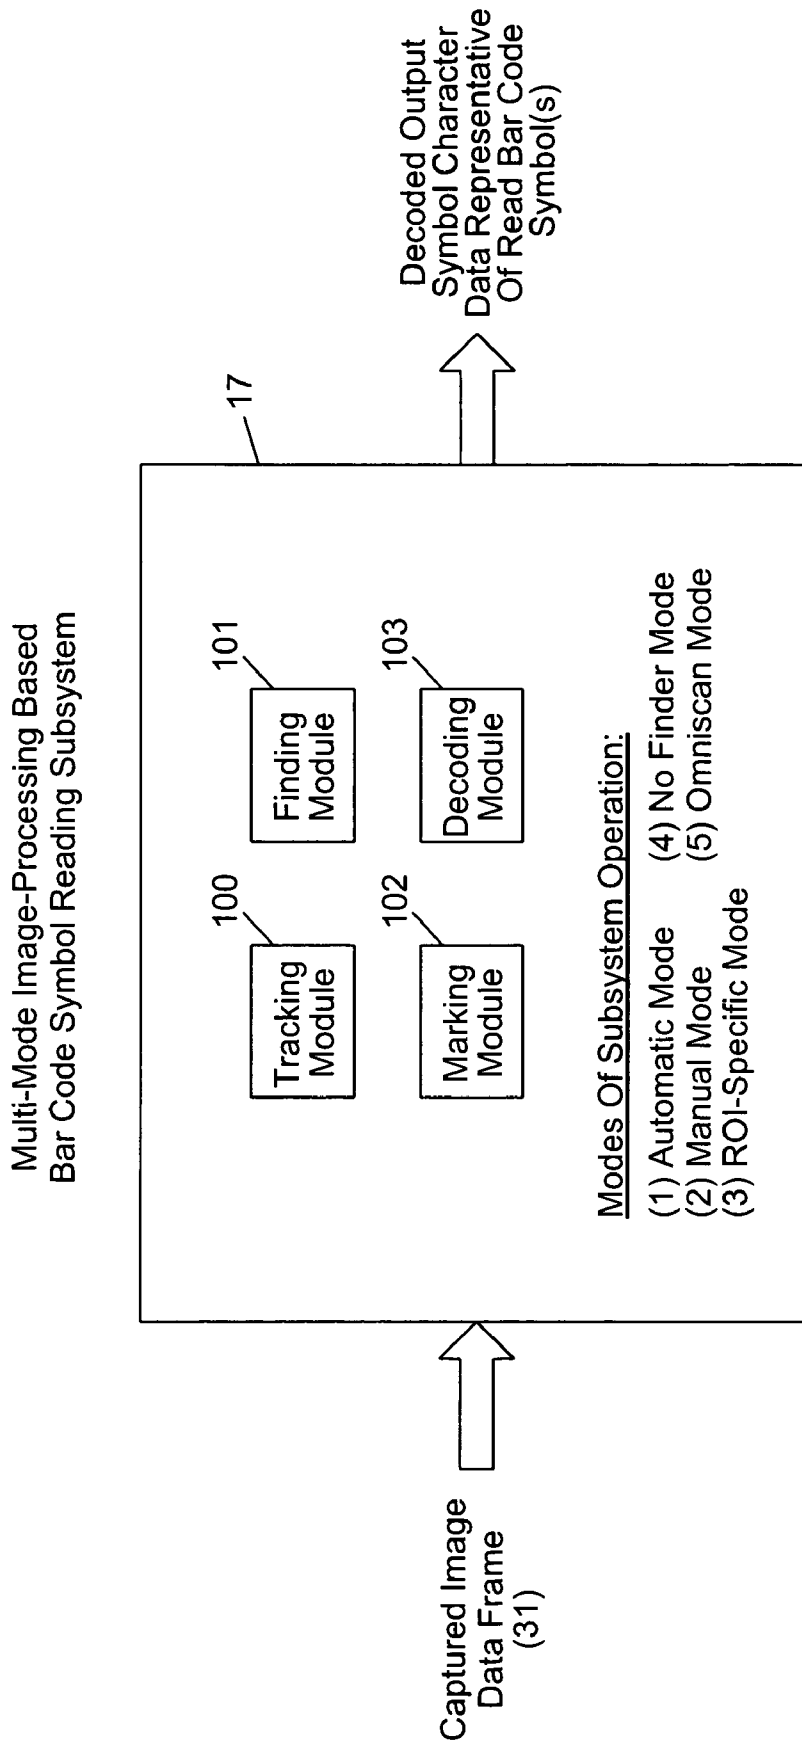 Multi-Mode Image-Processing Based
Bar Code Symbol Reading Subsystem
17
100
Tracking
Module
101
Finding
Module
102
Marking
Module
103
Decoding
Module
Modes Of Subsystem Operation:
(1) Automatic Mode
(2) Manual Mode
(3) ROI-Specific Mode
(4) No Finder Mode
(5) Omniscan Mode
Captured Image
Data Frame
(31)
Decoded Output
Symbol Character
Data Representative
Of Read Bar Code
Symbol(s)